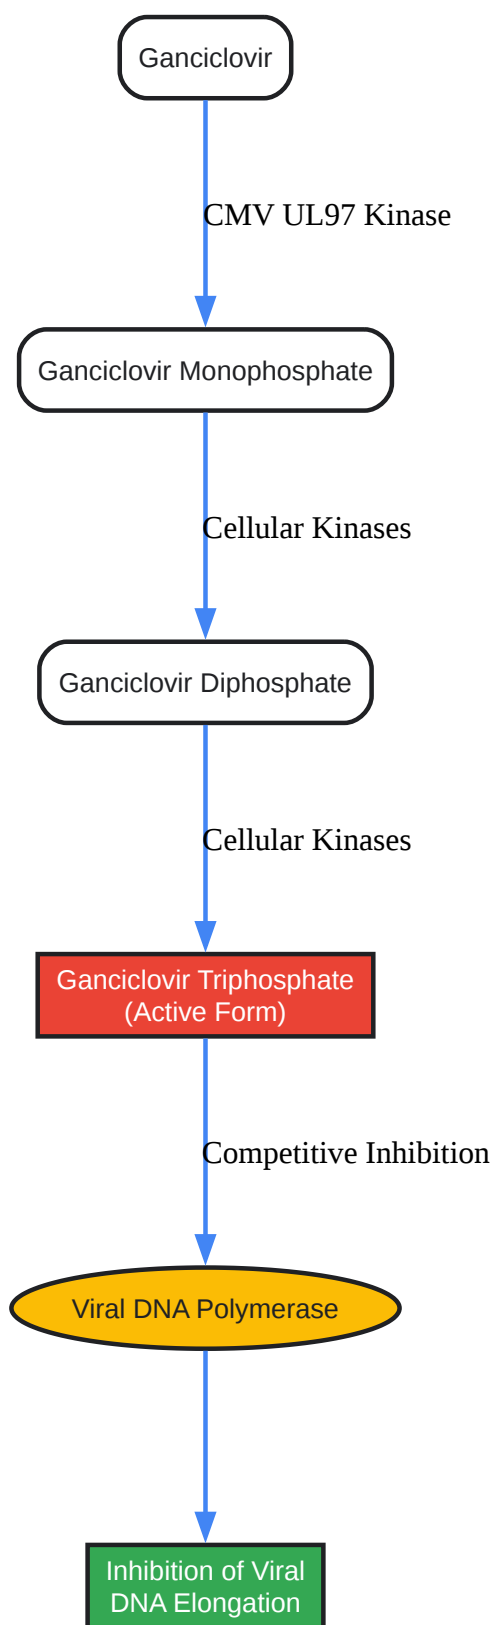 Ganciclovir
CMV UL97 Kinase
Ganciclovir Monophosphate
Cellular Kinases
Ganciclovir Diphosphate
Cellular Kinases
Ganciclovir Triphosphate
(Active Form)
Competitive Inhibition
Viral DNA Polymerase
Inhibition of Viral
DNA Elongation